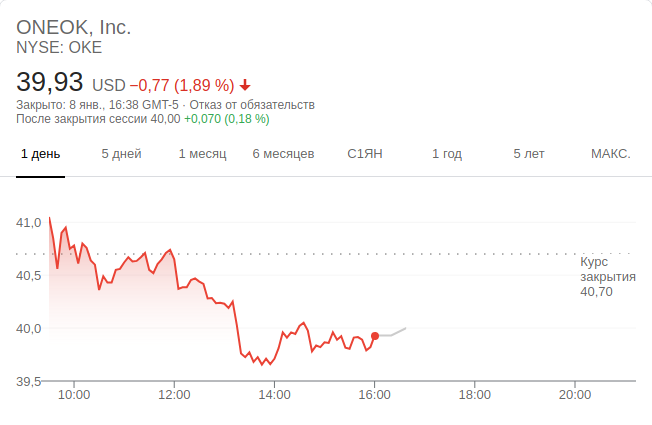 ONEOK, Inc.
NYSE: OKE
39,93 USD −0,77 (1,89 %)
Закрыто: 8 янв., 16:38 GMT-5 · Отказ от обязательств
После закрытия сессии 40,00 +0,070 (0,18 %)
1 день 5 дней 1 месяц 6 месяцев С1ЯН 1 год 5 лет МАКС.
41,0
Курс
закрытия
40,70
40,5
40,0
39,5
10:00 12:00 14:00 16:00 18:00 20:00